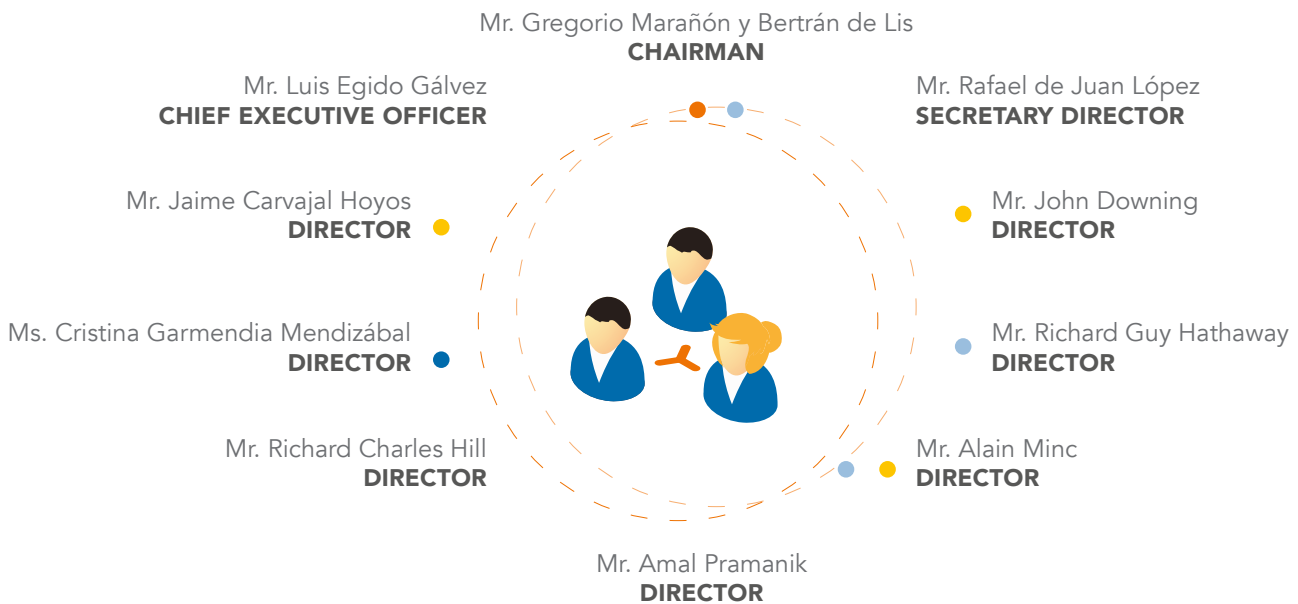 Mr. Gregorio Marañón y Bertrán de Lis
CHAIRMAN
Mr. Luis Egido Gálvez
CHIEF EXECUTIVE OFFICER
Mr. Rafael de Juan López
SECRETARY DIRECTOR
Mr. Jaime Carvajal Hoyos
DIRECTOR
Mr. John Downing
DIRECTOR
Ms. Cristina Garmendia Mendizábal
DIRECTOR
Mr. Richard Guy Hathaway
DIRECTOR
Mr. Richard Charles Hill
DIRECTOR
Mr. Alain Minc
DIRECTOR
Mr. Amal Pramanik
DIRECTOR